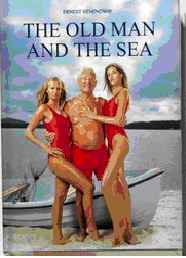 ERNEST HEMINGWAY
THE OLD MAN
AND THE SEA